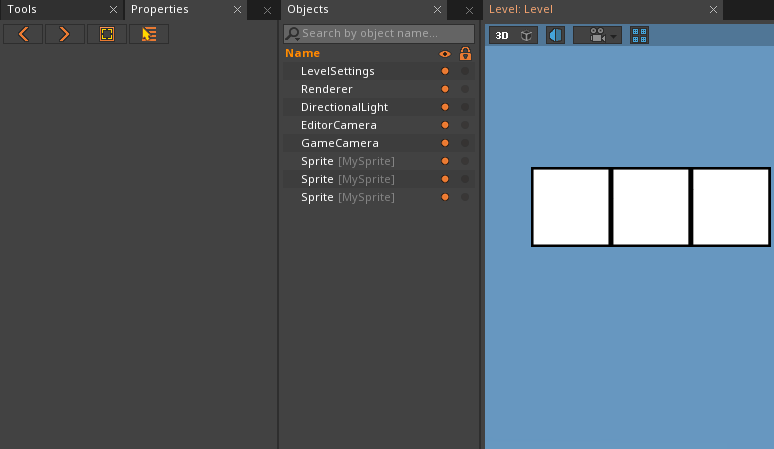 Tools
Properties
Objects
Level: Level
Search by object name...
3D
Name
LevelSettings
Renderer
DirectionalLight
EditorCamera
GameCamera
Sprite [MySprite]
Sprite [MySprite]
Sprite [MySprite]